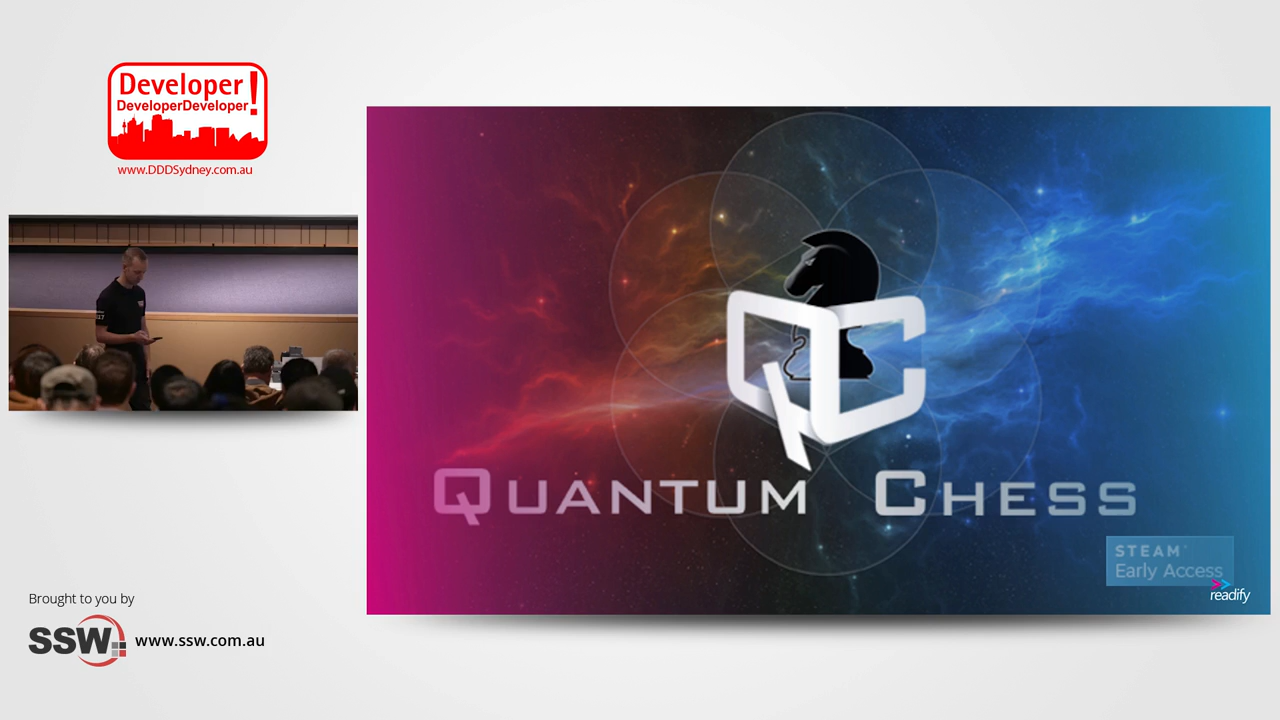 Developer!
DeveloperDeveloper
www.DDDSydney.com.au
QC
QUANTUM CHESS
STEAM
Early Access
readify
Brought to you by
SSW www.ssw.com.au